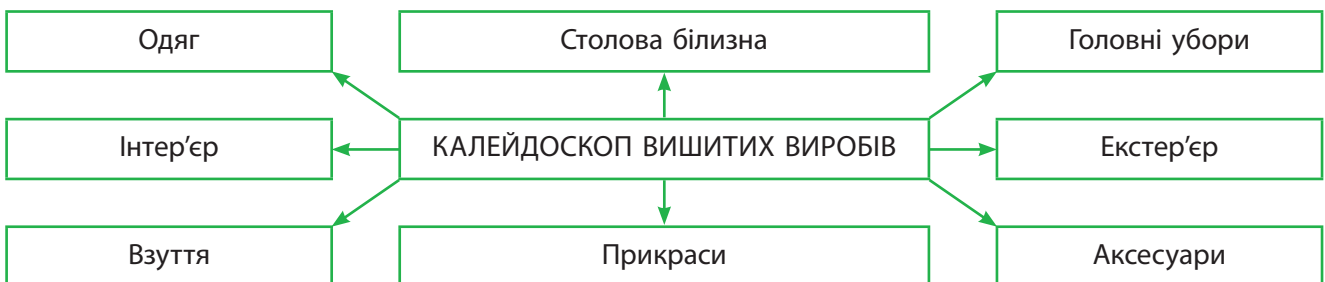 Одяг
Столова білизна
Головні убори
Інтер'єр
КАЛЕЙДОСКОП ВИШИТИХ ВИРОБІВ
Екстер'єр
Взуття
Прикраси
Аксесуари